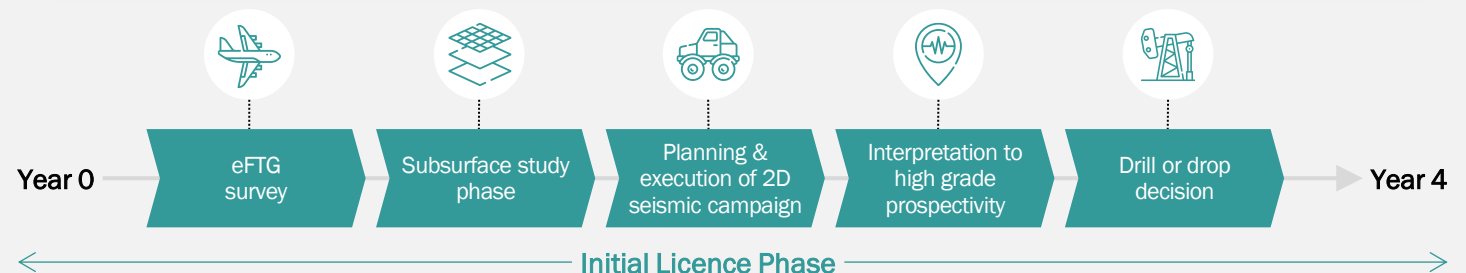 Year 0
eFTG
survey
Subsurface study
phase
Planning &
execution of 2D
seismic campaign
Interpretation to
high grade
prospectivity
Drill or drop
decision
Year 4
Initial Licence Phase